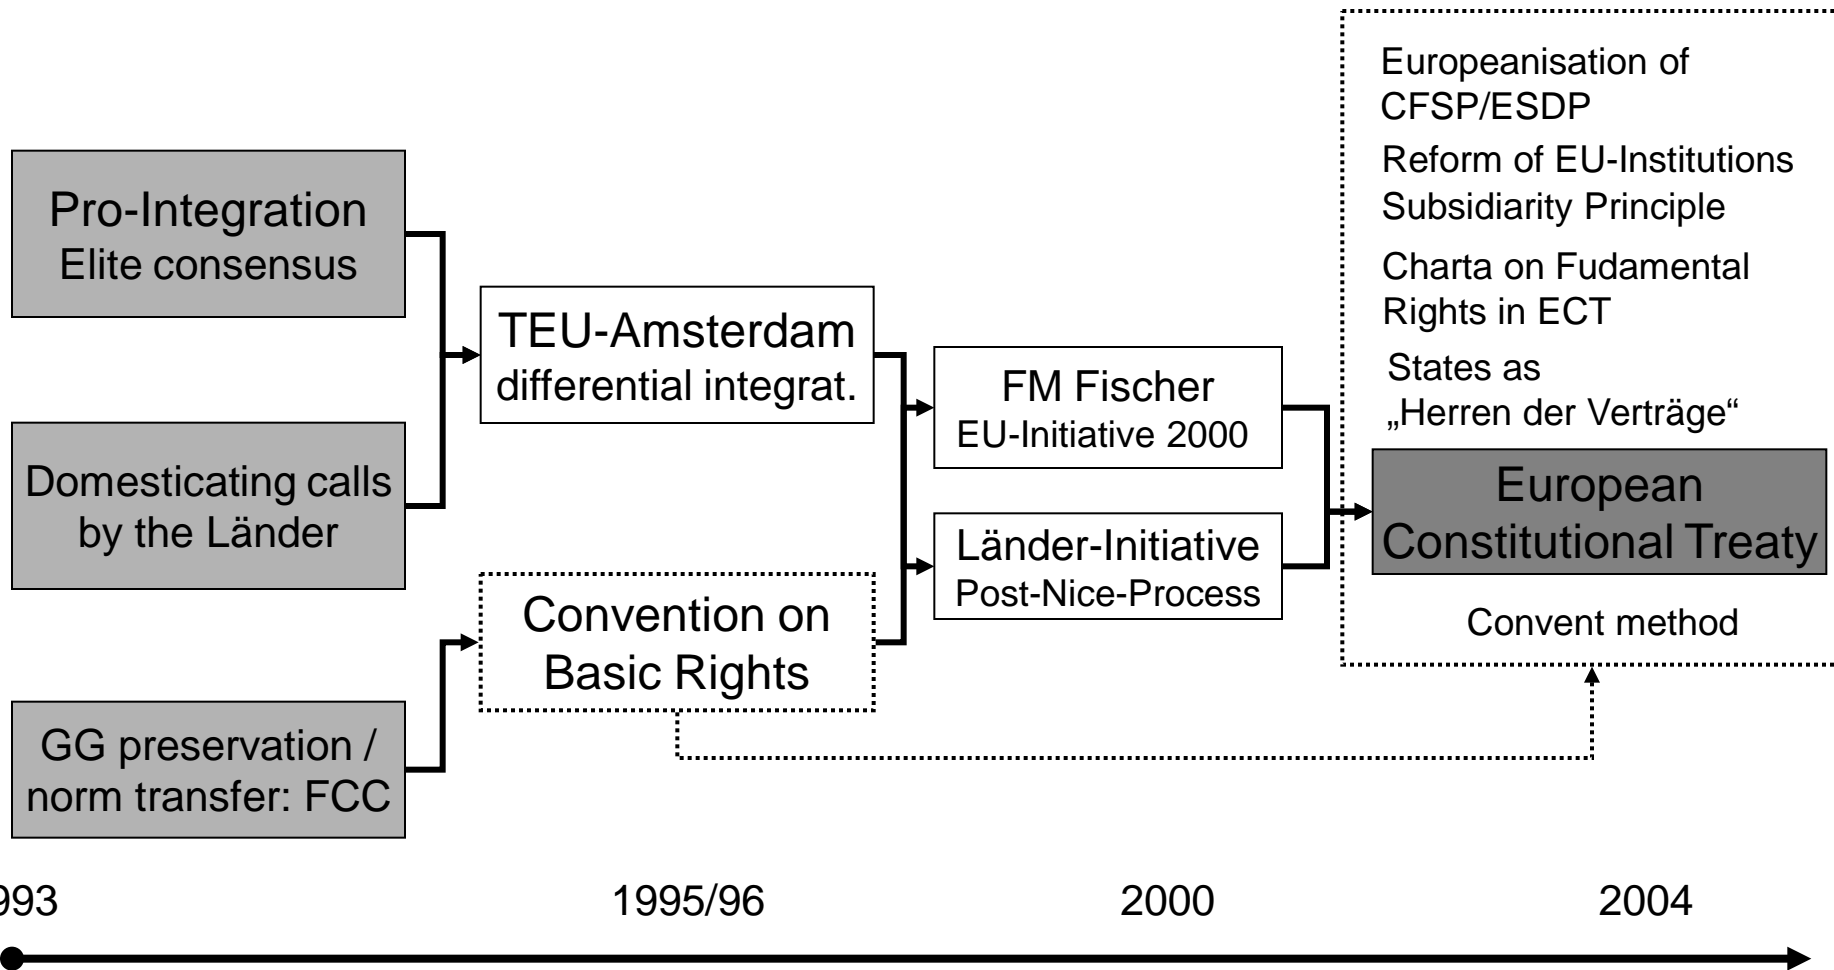 Pro-Integration
Elite consensus
Domesticating calls
by the Länder
GG preservation /
norm transfer: FCC
TEU-Amsterdam
differential integrat.
Convention on
Basic Rights
FM Fischer
EU-Initiative 2000
Länder-Initiative
Post-Nice-Process
Europeanisation of
CFSP/ESDP
Reform of EU-Institutions
Subsidiarity Principle
Charta on Fudamental
Rights in ECT
States as
„Herren der Verträge“
European
Constitutional Treaty
Convent method
993
1995/96
2000
2004